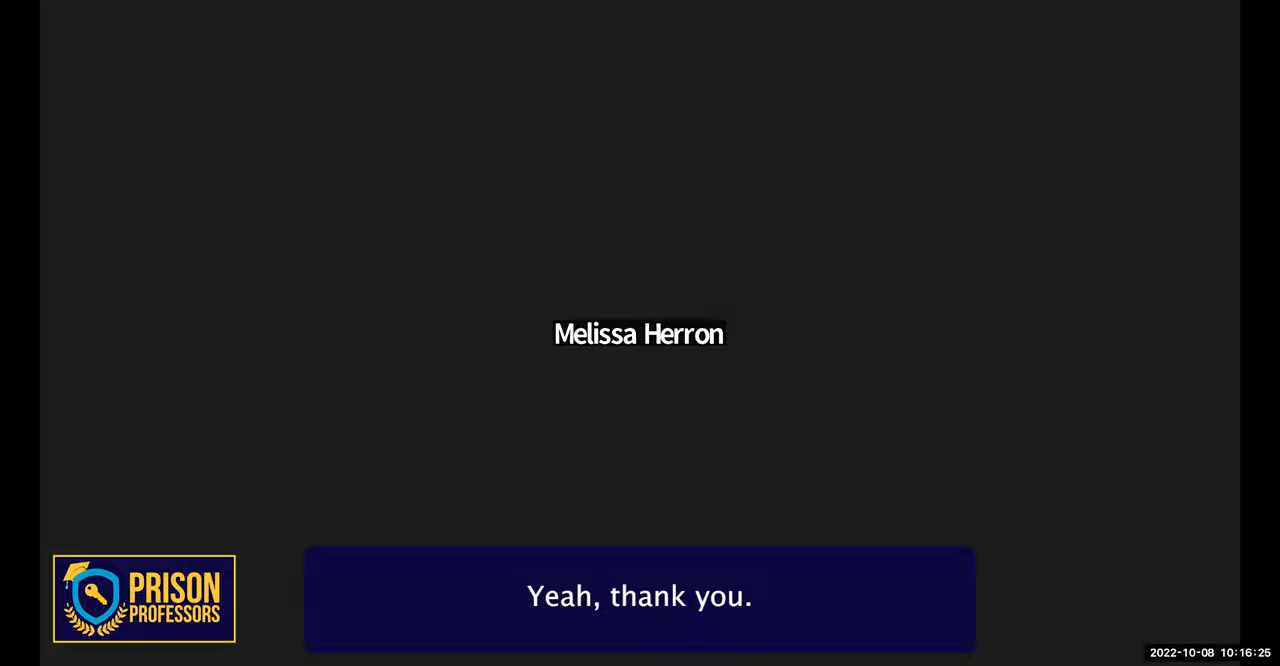 Melissa Herron
Yeah, thank you.
PRISON
PROFESSORS
2022-10-08 10:16:25